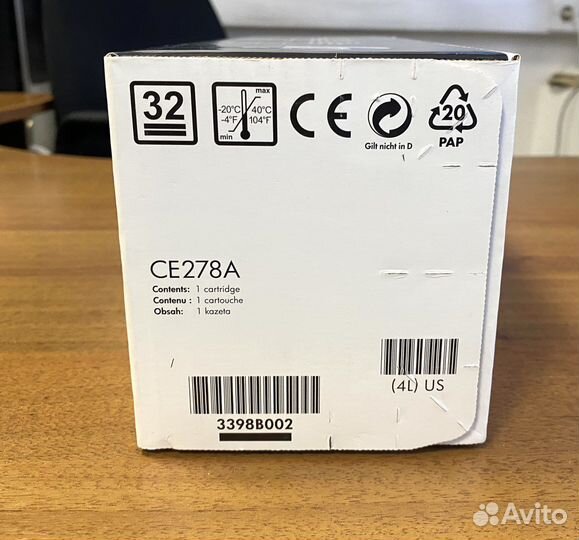 32
max
-20°C 40°C
-4°F 104°F
min
CE
Gilt nicht in D
20
PAP
CE278A
Contents: 1 cartridge
Contenu : 1 cartouche
Obsah: 1 kazeta
(4L) US
3398B002
Avito